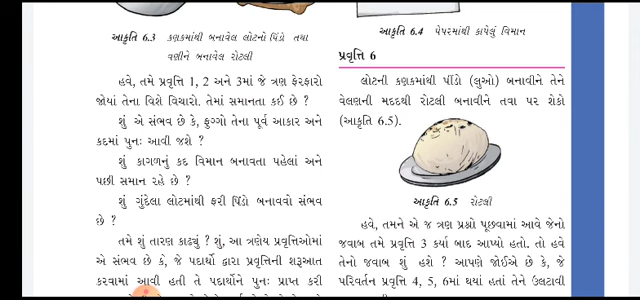 આકૃતિ 6.3 કણકમાંથી બનાવેલ લોટનો પિંડો તથા
વણીને બનાવેલ રોટલી
હવે, તમે પ્રવૃત્તિ 1, 2 અને 3માં જે ત્રણ ફેરફારો
જોયાં તેના વિશે વિચારો. તેમાં સમાનતા કઈ છે ?
શું એ સંભવ છે કે, ફુગ્ગો તેના પૂર્વ આકાર અને
કદમાં પુનઃ આવી જશે ?
શું કાગળનું કદ વિમાન બનાવતા પહેલાં અને
પછી સમાન રહે છે ?
શું ગુંદેલા લોટમાંથી ફરી પિંડો બનાવવો સંભવ
છે ?
તમે શું તારણ કાઢ્યું ? શું, આ ત્રણેય પ્રવૃત્તિઓમાં
એ સંભવ છે કે, જે પદાર્થો દ્વારા પ્રવૃત્તિની શરૂઆત
કરવામાં આવી હતી તે પદાર્થોને પુનઃ પ્રાપ્ત કરી
આકૃતિ 6.4 પેપરમાંથી કાપેલું વિમાન
પ્રવૃત્તિ 6
લોટની કણકમાંથી પીંડો (લુઓ) બનાવીને તેને
વેલણની મદદથી રોટલી બનાવીને તવા પર શેકો
(આકૃતિ 6.5).
આકૃતિ 6.5 રોટલી
હવે, તમને એ જ ત્રણ પ્રશ્નો પૂછવામાં આવે જેનો
જવાબ તમે પ્રવૃત્તિ 3 કર્યા બાદ આપ્યો હતો. તો હવે
તેનો જવાબ શું હશે ? આપણે જોઈએ છે કે, જે
પરિવર્તન પ્રવૃત્તિ 4, 5, 6માં થયાં હતાં તેને ઉલટાવી